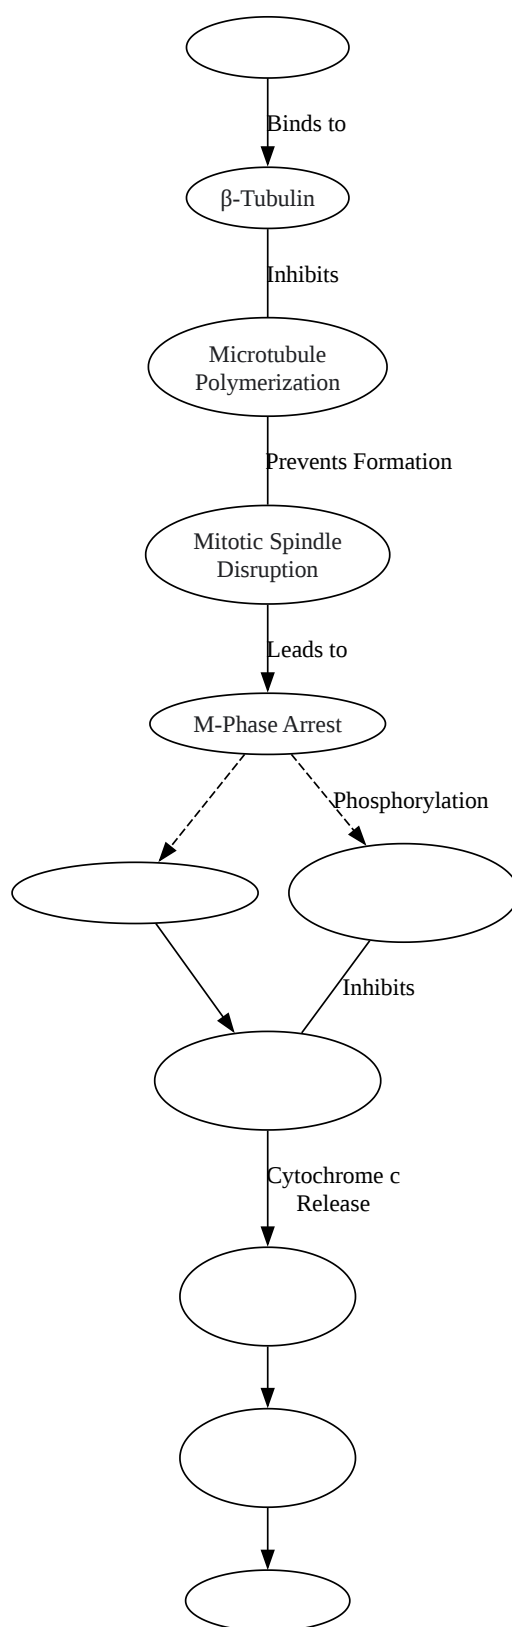 Binds to
β-Tubulin
Inhibits
Microtubule
Polymerization
Prevents Formation
Mitotic Spindle
Disruption
Leads to
M-Phase Arrest
Phosphorylation
Inhibits
Cytochrome c
Release